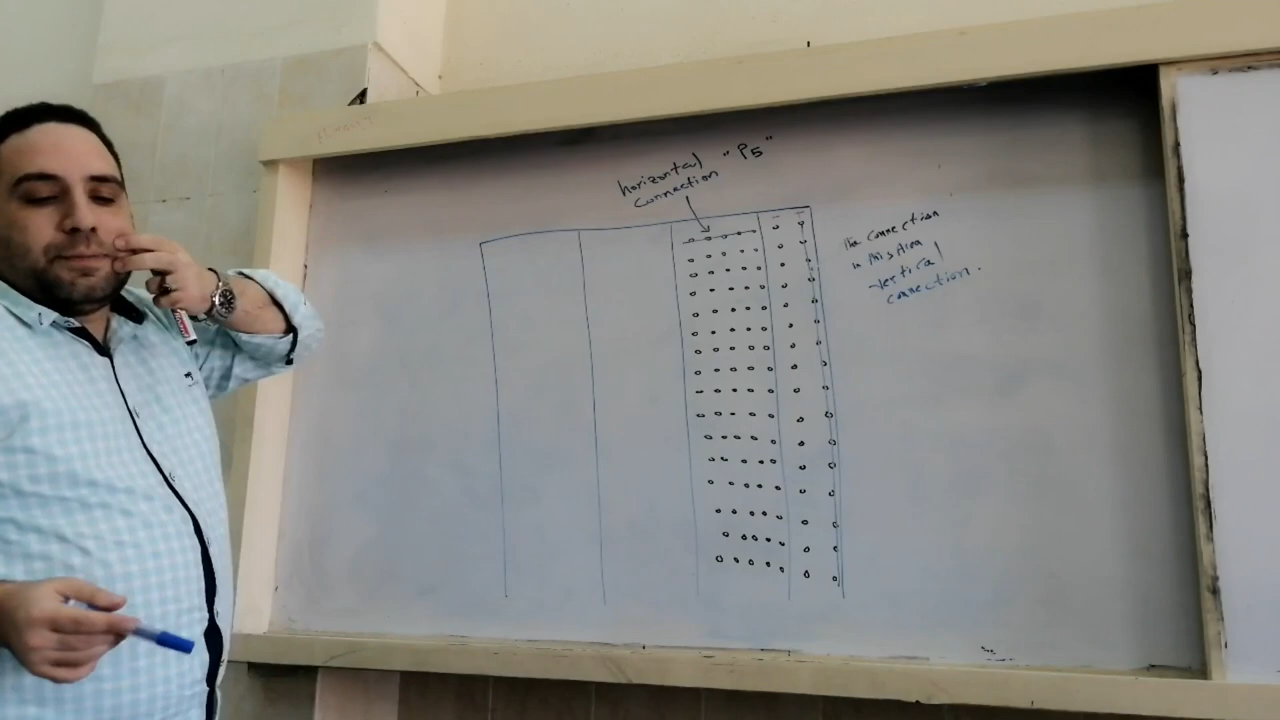 horizontal "P5"
connection
the connection
in this Area
vertical
connection.